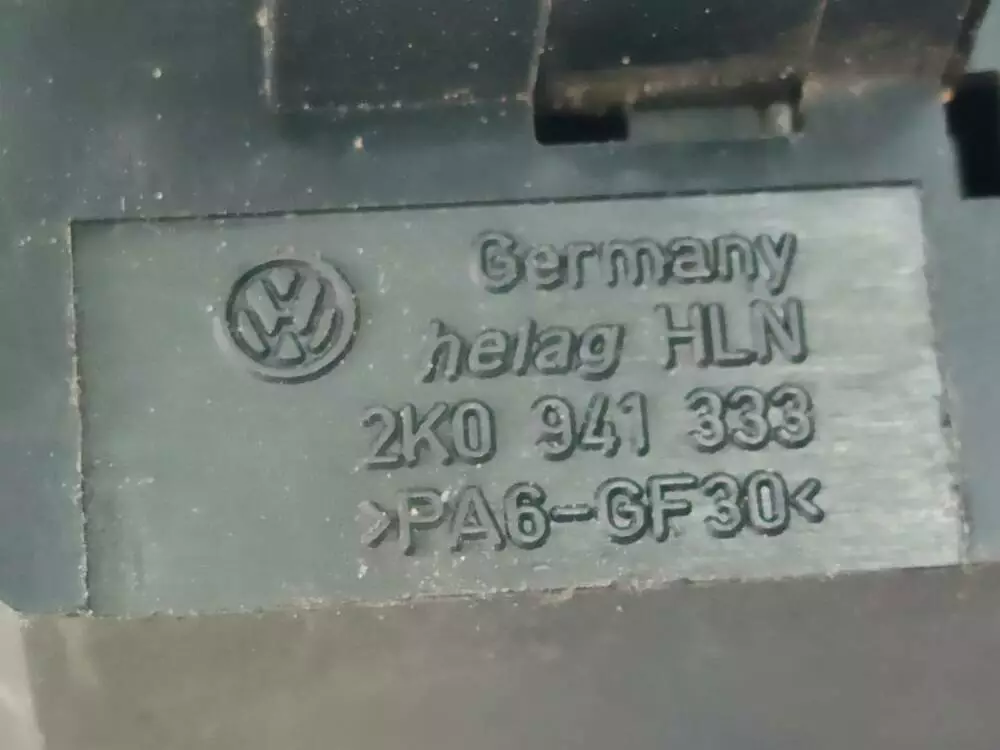 Germany
helag HLN
2K0 941 333
>PA6-GF30<